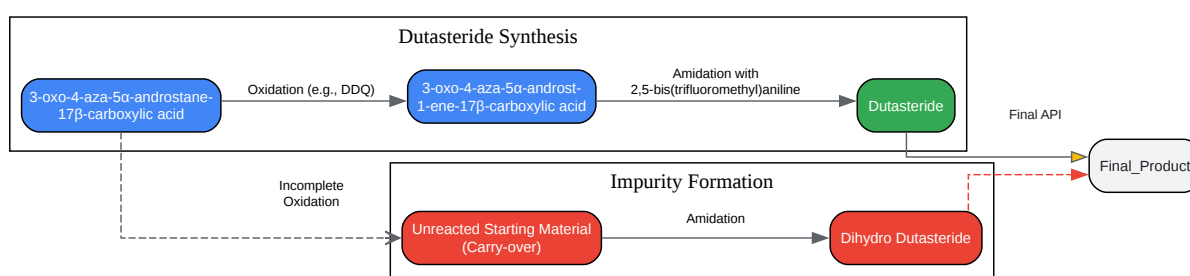 Dutasteride Synthesis
3-oxo-4-aza-5α-androstane-
17β-carboxylic acid
Oxidation (e.g., DDQ)
3-oxo-4-aza-5α-androst-
1-ene-17β-carboxylic acid
Amidation with
2,5-bis(trifluoromethyl)aniline
Dutasteride
Final API
Final_Product
Impurity Formation
Incomplete
Oxidation
Unreacted Starting Material
(Carry-over)
Amidation
Dihydro Dutasteride